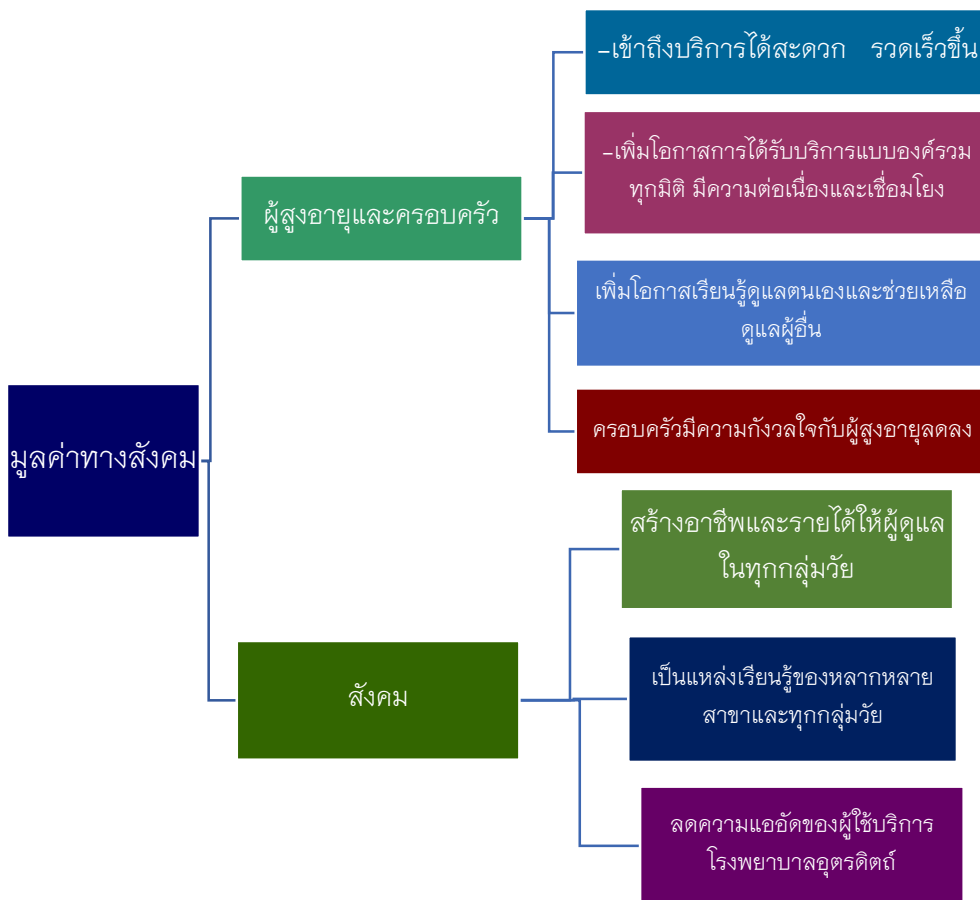 –เข้าถึงบริการได้สะดวก รวดเร็วขึ้น
–เพิ่มโอกาสการได้รับบริการแบบองค์รวม
ทุกมิติ มีความต่อเนื่องและเชื่อมโยง
ผู้สูงอายุและครอบครัว
เพิ่มโอกาสเรียนรู้ดูแลตนเองและช่วยเหลือ
ดูแลผู้อื่น
ครอบครัวมีความกังวลใจกับผู้สูงอายุลดลง
มูลค่าทางสังคม
สร้างอาชีพและรายได้ให้ผู้ดูแล
ในทุกกลุ่มวัย
สังคม
เป็นแหล่งเรียนรู้ของหลากหลาย
สาขาและทุกกลุ่มวัย
ลดความแออัดของผู้ใช้บริการ
โรงพยาบาลอุตรดิตถ์